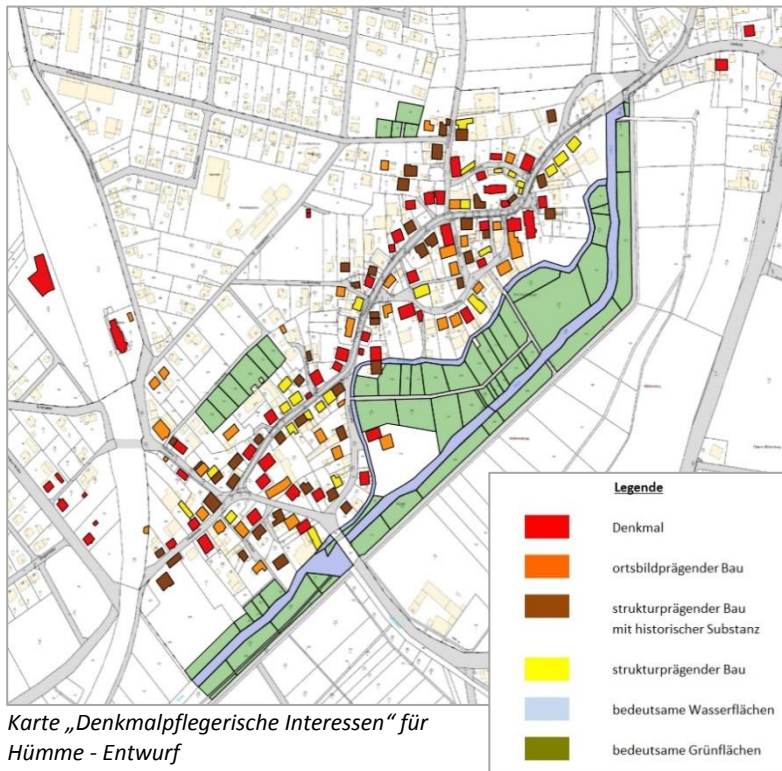 Legende
Denkmal
ortsbildprägender Bau
strukturprägender Bau
mit historischer Substanz
strukturprägender Bau
bedeutsame Wasserflächen
bedeutsame Grünflächen
Karte „Denkmalpflegerische Interessen“ für
Hümme - Entwurf